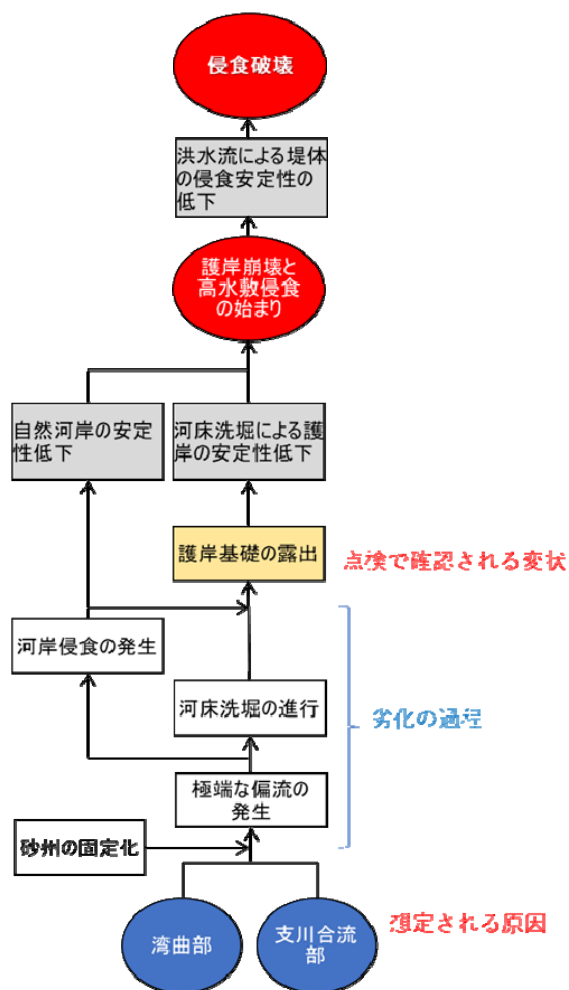 侵食破壊
洪水流による堤体
の侵食安定性の
低下
護岸崩壊と
高水敷侵食
の始まり
自然河岸の安定
性低下
河床洗堀による護
岸の安定性低下
護岸基礎の露出
点検で確認される変状
河岸侵食の発生
河床洗堀の進行
劣化の過程
極端な偏流の
発生
砂州の固定化
湾曲部
支川合流
部
想定される原因